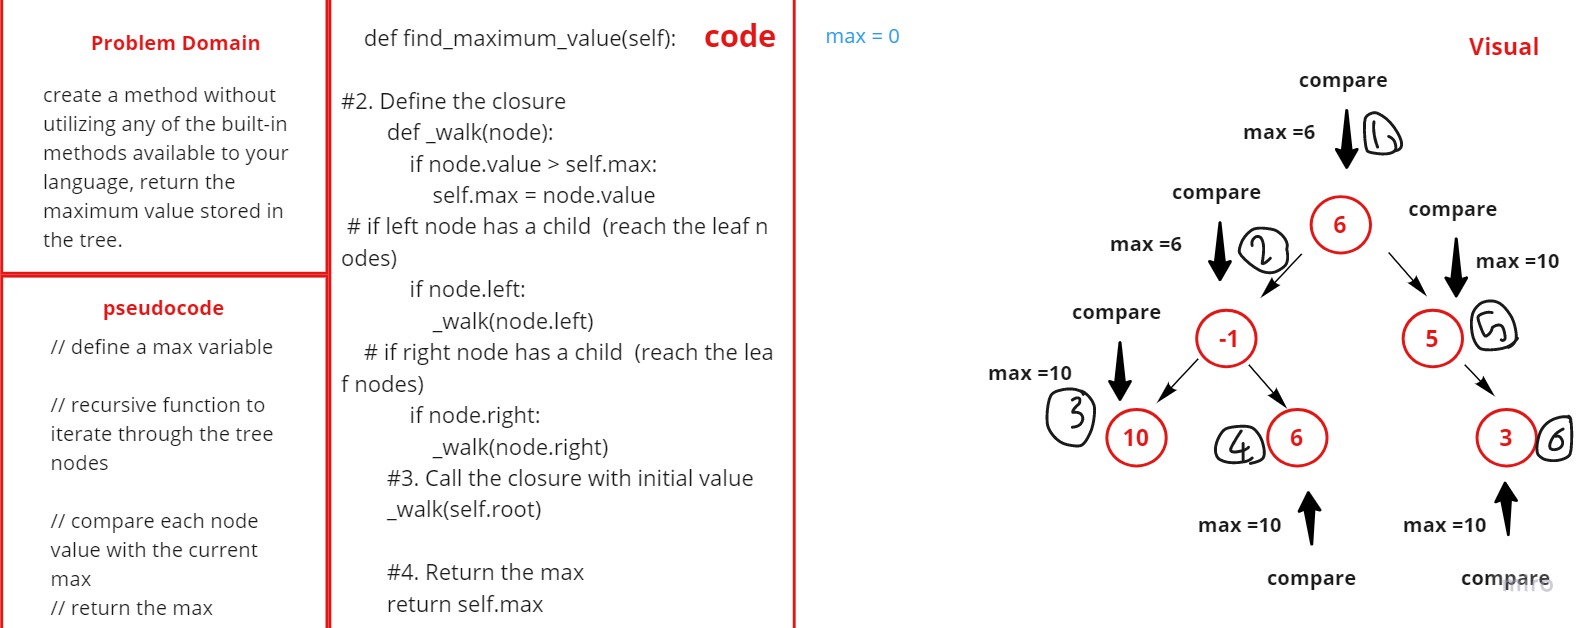 Problem Domain
create a method without
utilizing any of the built-in
methods available to your
language, return the
maximum value stored in
the tree.
pseudocode
// define a max variable
// recursive function to
iterate through the tree
nodes
// compare each node
value with the current
max
// return the max
def find_maximum_value(self):
code
#2. Define the closure
def _walk(node):
if node.value > self.max:
self.max = node.value
# if left node has a child (reach the leaf n
odes)
if node.left:
_walk(node.left)
# if right node has a child (reach the lea
f nodes)
if node.right:
_walk(node.right)
#3. Call the closure with initial value
_walk(self.root)
#4. Return the max
return self.max
max = 0
Visual
compare
max =6
1
6
compare
max =6
2
-1
compare
max =10
3
10
4
6
max =10
compare
compare
max =10
5
5
3
6
max =10
compare
miro